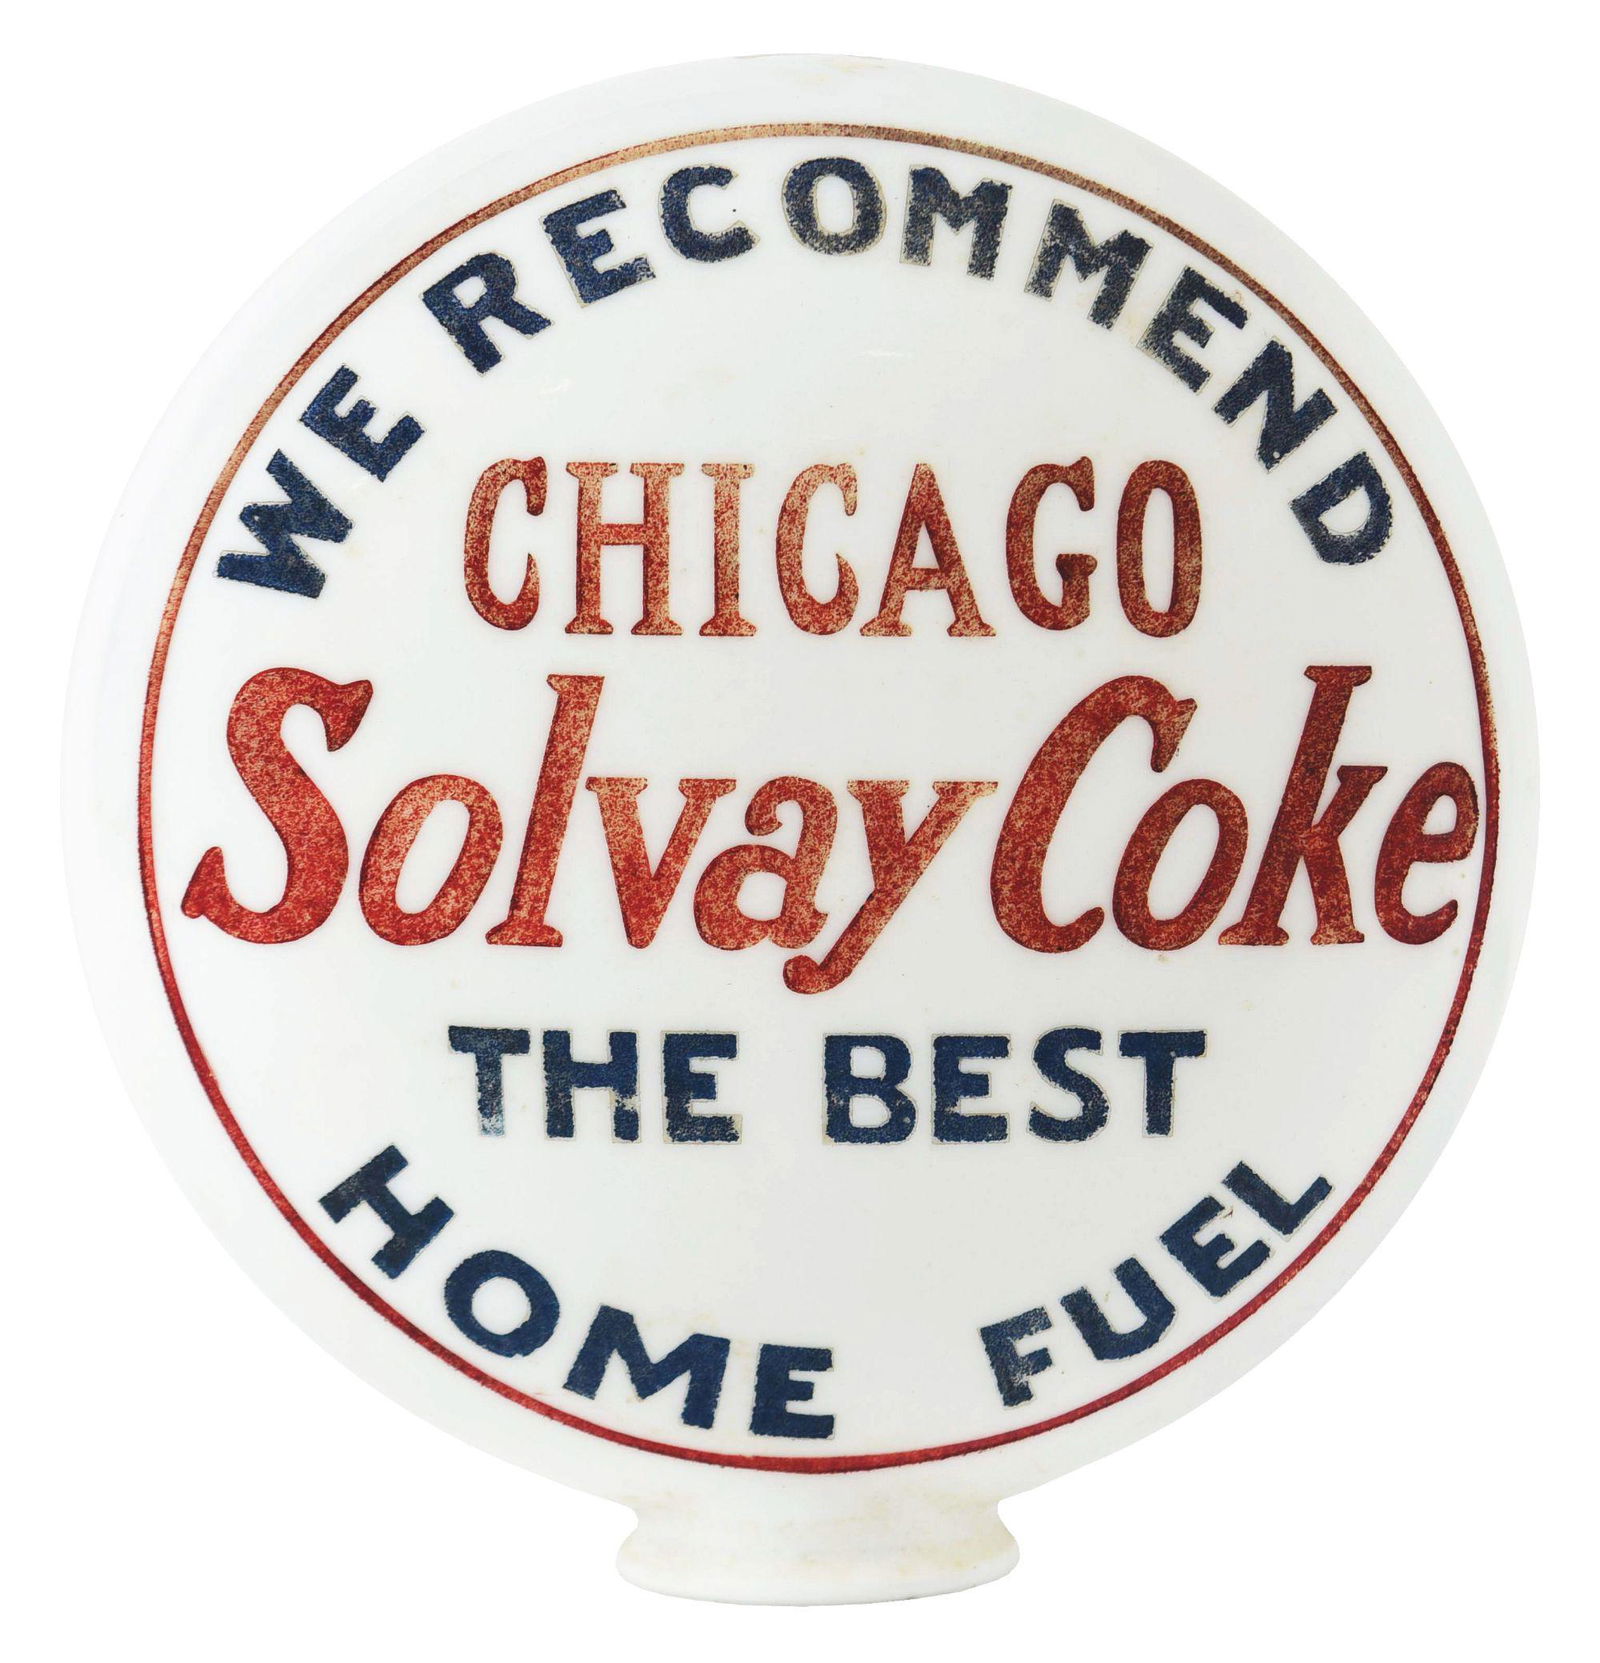 WE RECOMMEND
CHICAGO
Solvay Coke
THE BEST
HOME FUEL